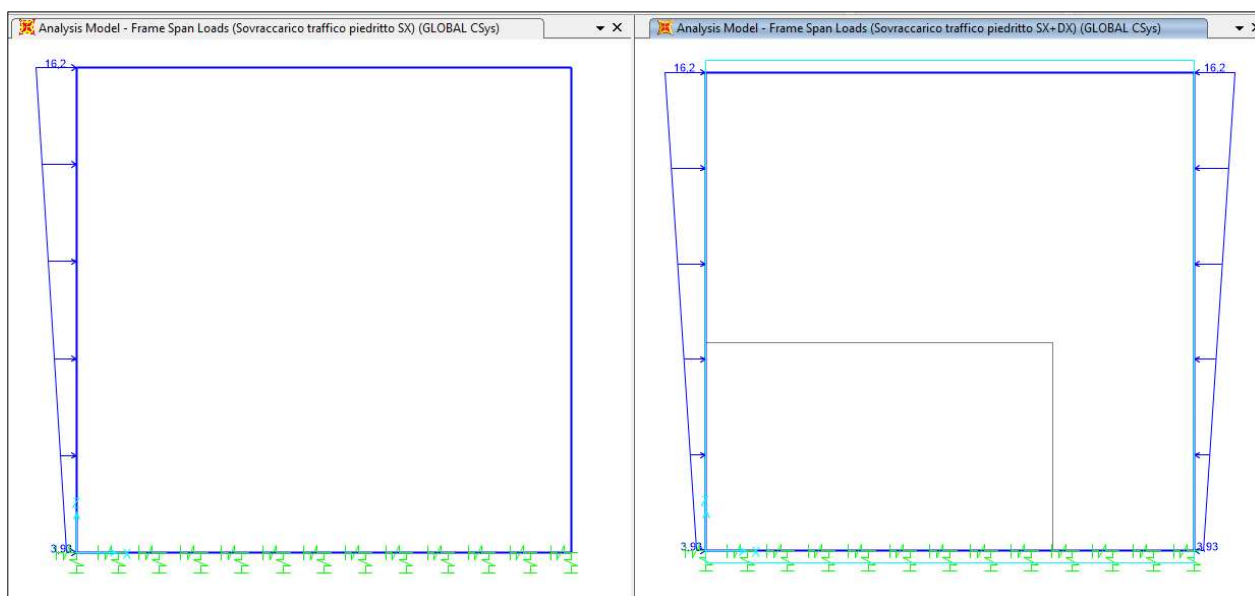 Analysis Model - Frame Span Loads (Sovraccarico traffico piedritto SX) (GLOBAL CSys)
16,2
3,93
Z
X
Analysis Model - Frame Span Loads (Sovraccarico traffico piedritto SX+DX) (GLOBAL CSys)
16,2
16,2
3,93
3,93
Z
X